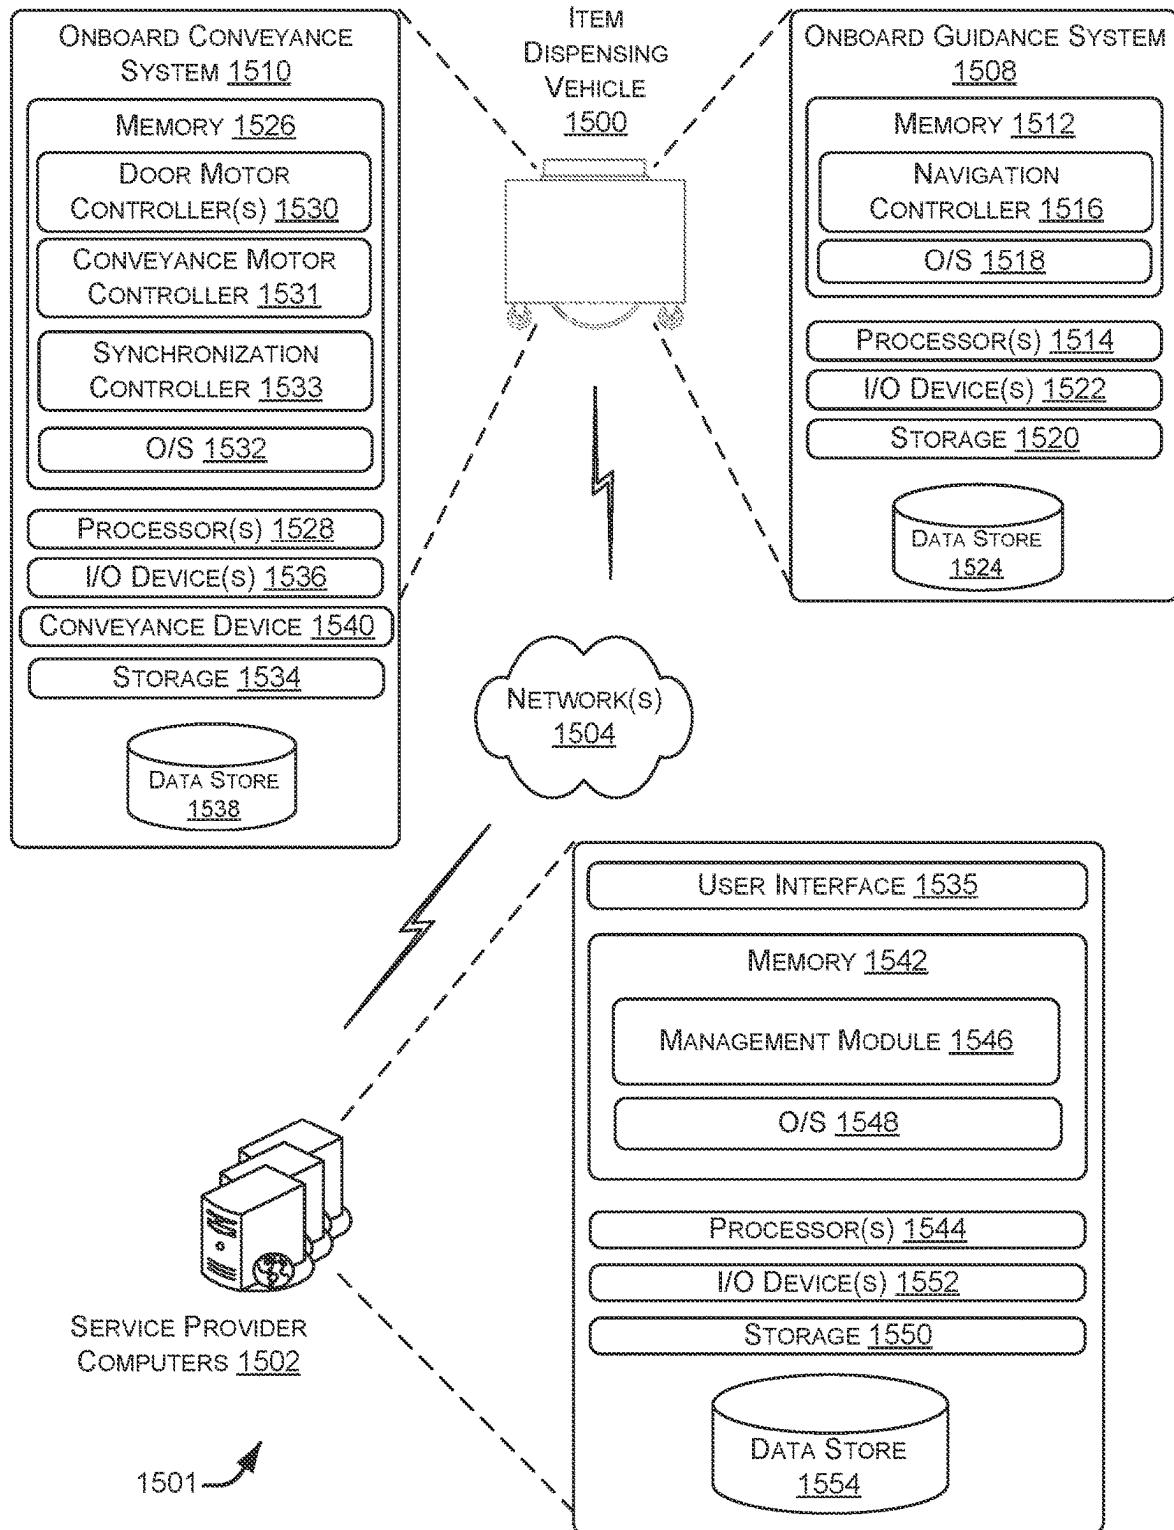 ONBOARD CONVEYANCE
SYSTEM 1510
MEMORY 1526
DOOR MOTOR
CONTROLLER(S) 1530
CONVEYANCE MOTOR
CONTROLLER 1531
SYNCHRONIZATION
CONTROLLER 1533
O/S 1532
PROCESSOR(S) 1528
I/O DEVICE(S) 1536
CONVEYANCE DEVICE 1540
STORAGE 1534
DATA STORE
1538
ITEM
DISPENSING
VEHICLE
1500
ONBOARD GUIDANCE SYSTEM
1508
MEMORY 1512
NAVIGATION
CONTROLLER 1516
O/S 1518
PROCESSOR(S) 1514
I/O DEVICE(S) 1522
STORAGE 1520
DATA STORE
1524
NETWORK(S)
1504
USER INTERFACE 1535
MEMORY 1542
MANAGEMENT MODULE 1546
O/S 1548
PROCESSOR(S) 1544
I/O DEVICE(S) 1552
STORAGE 1550
DATA STORE
1554
SERVICE PROVIDER
COMPUTERS 1502
1501